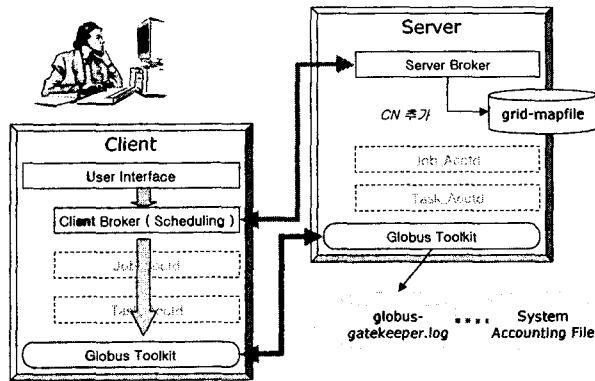 Server
Server Broker
CN 추가
grid-mapfile
Job_Acctd
Task_Acctd
Globus Toolkit
globus-
gatekeeper.log
System
Accounting File
Client
User Interface
Client Broker ( Scheduling )
Globus Toolkit